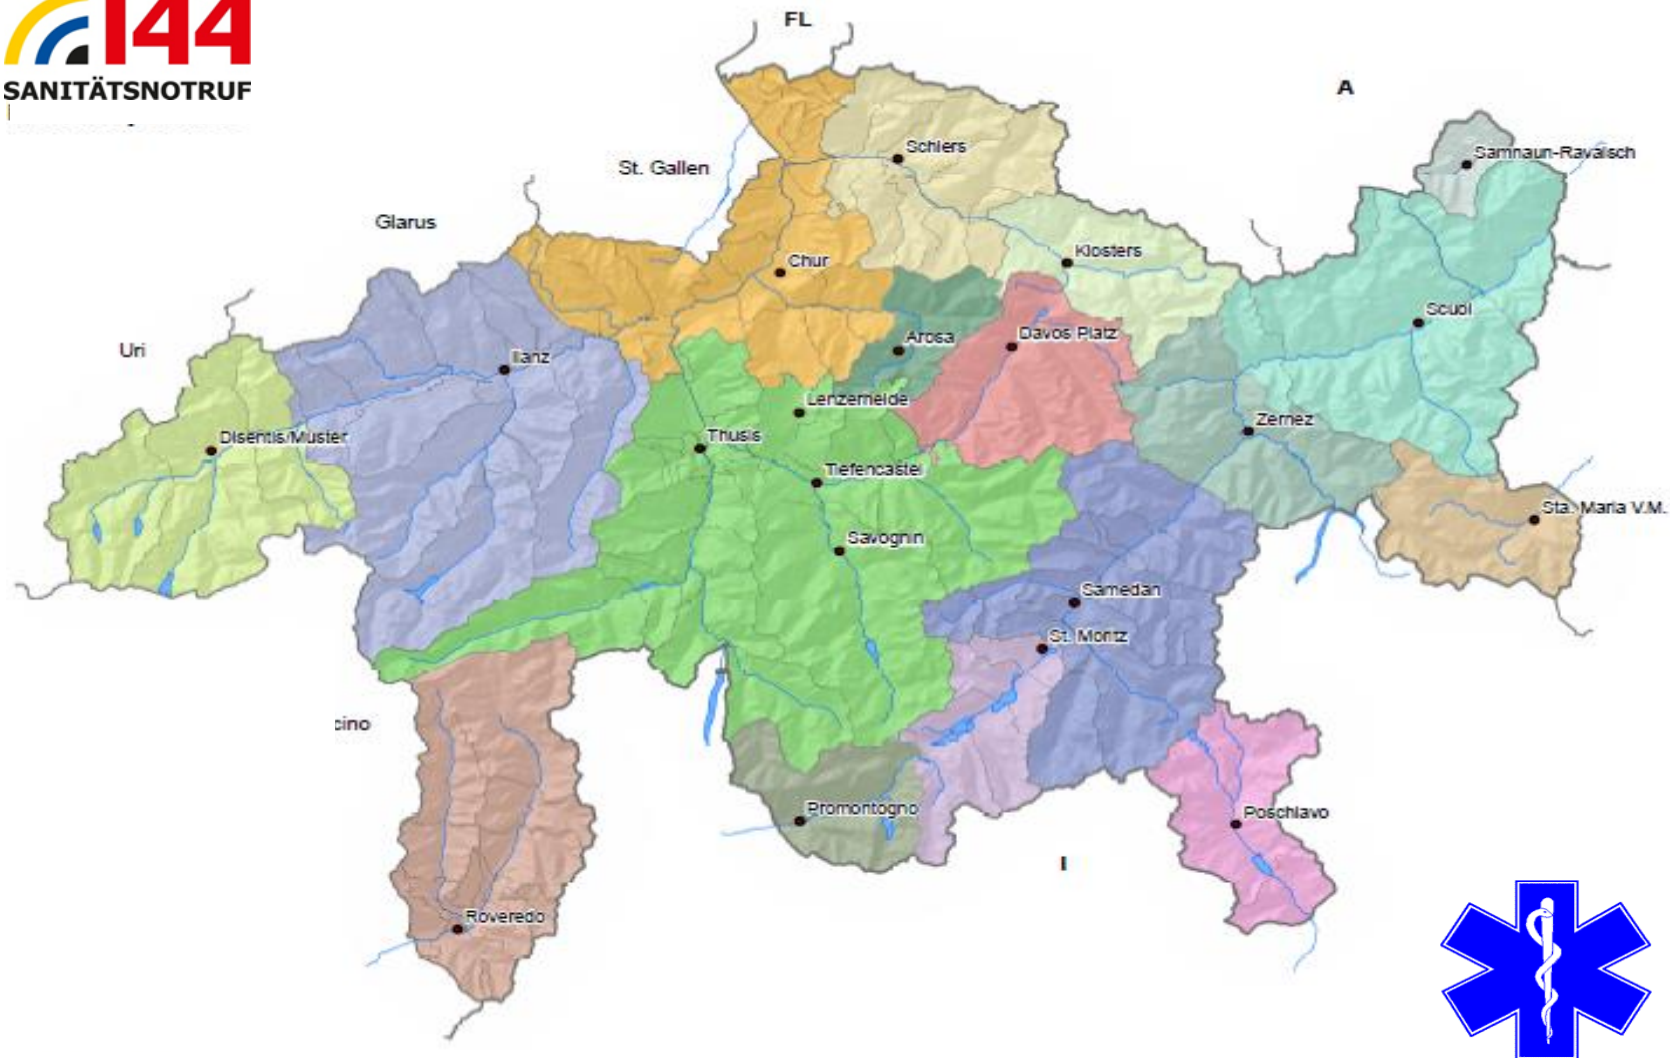 144
SANITÄTSNOTRUF
FL
A
Schiers
Samnaun-Ravaisch
St. Gallen
Glarus
Klosters
Chur
Scuol
Arosa
Davos Platz
Uri
Ilanz
Lenzerheide
Zernez
Disentis/Muster
Thusis
Tiefencastel
Sta. Maria V.M.
Savognin
Samedan
St. Moritz
cino
Promontogno
Poschiavo
I
Roveredo